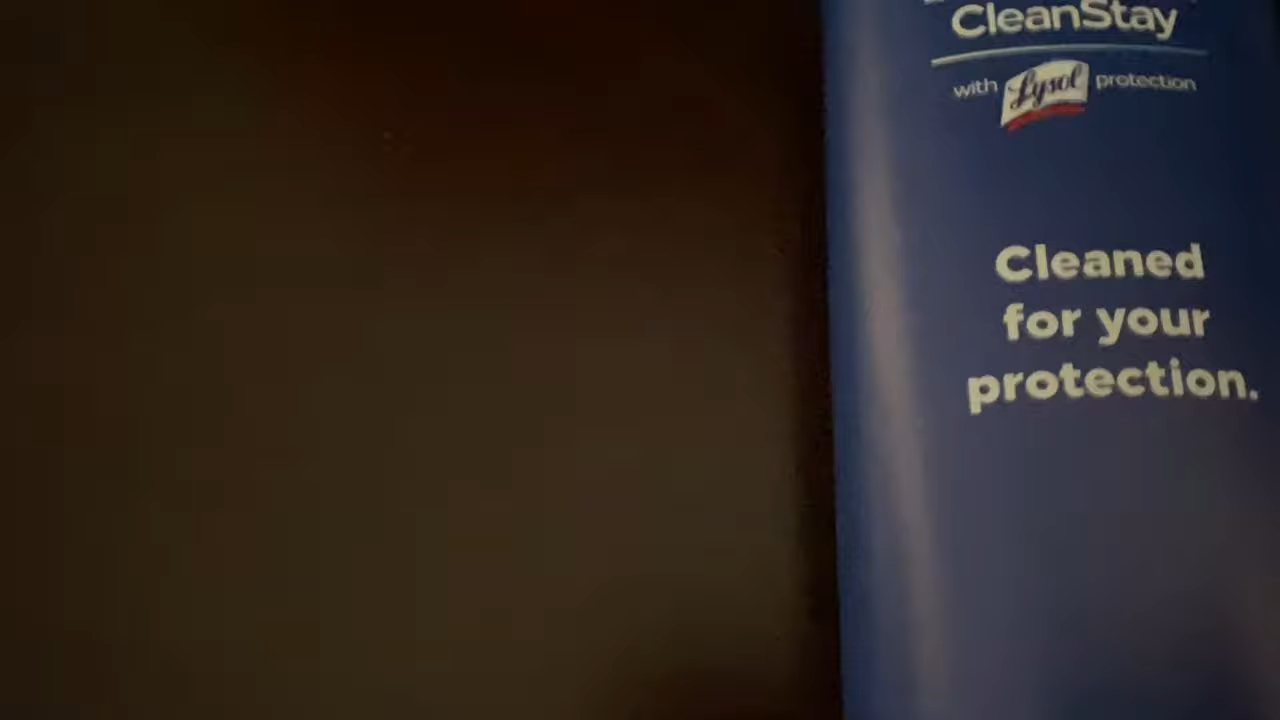 CleanStay
with Lysol protection
Cleaned
for your
protection.